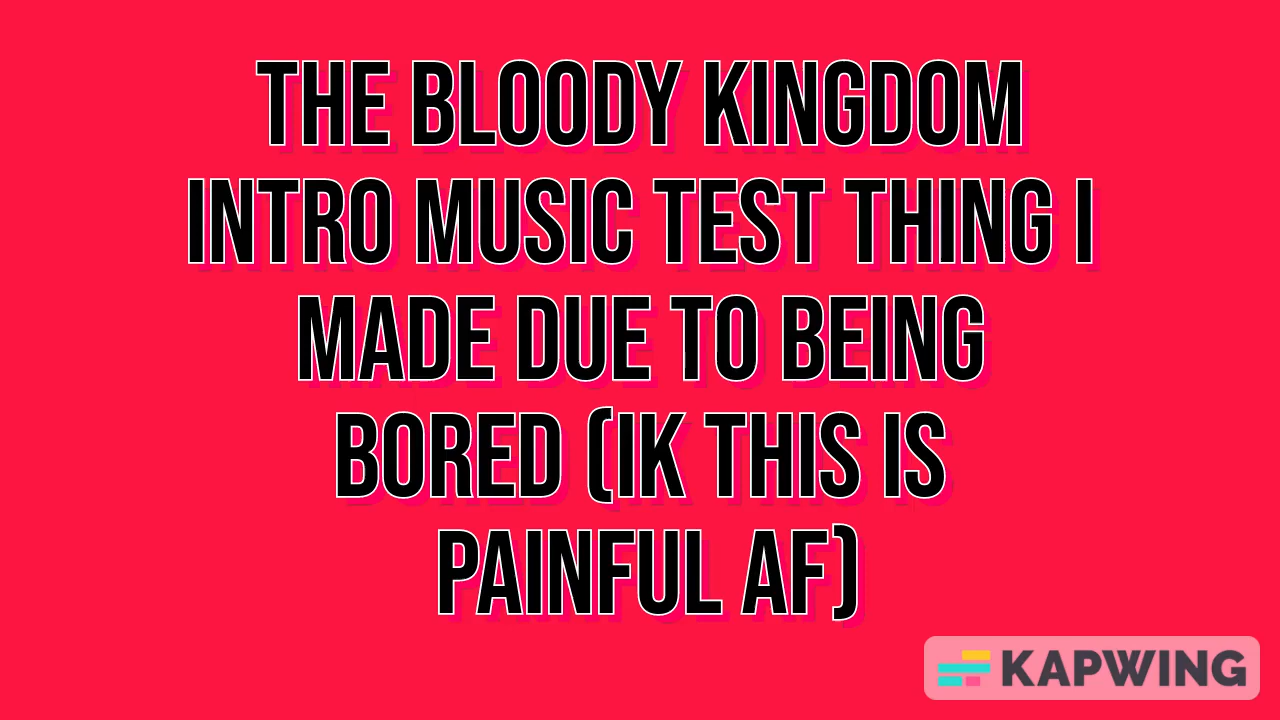 THE BLOODY KINGDOM
INTRO MUSIC TEST THING I
MADE DUE TO BEING
BORED (IK THIS IS
PAINFUL AF)
KAPWING